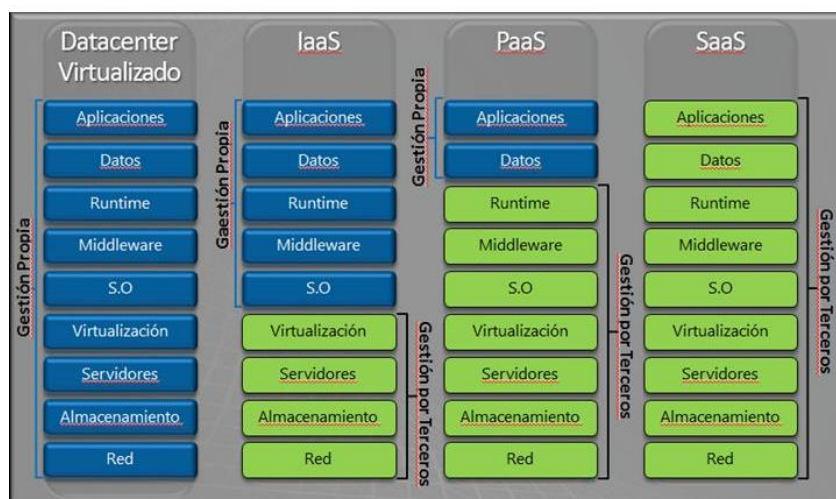 Datacenter
Virtualizado
Gestión Propia
Aplicaciones
Datos
Runtime
Middleware
S.O
Virtualización
Servidores
Almacenamiento
Red
IaaS
Gaestión Propia
Aplicaciones
Datos
Runtime
Middleware
S.O
Virtualización
Servidores
Almacenamiento
Red
Gestión por Terceros
PaaS
Gestión Propia
Aplicaciones
Datos
Runtime
Middleware
S.O
Virtualización
Servidores
Almacenamiento
Red
Gestión por Terceros
SaaS
Aplicaciones
Datos
Runtime
Middleware
S.O
Virtualización
Servidores
Almacenamiento
Red
Gestión por Terceros